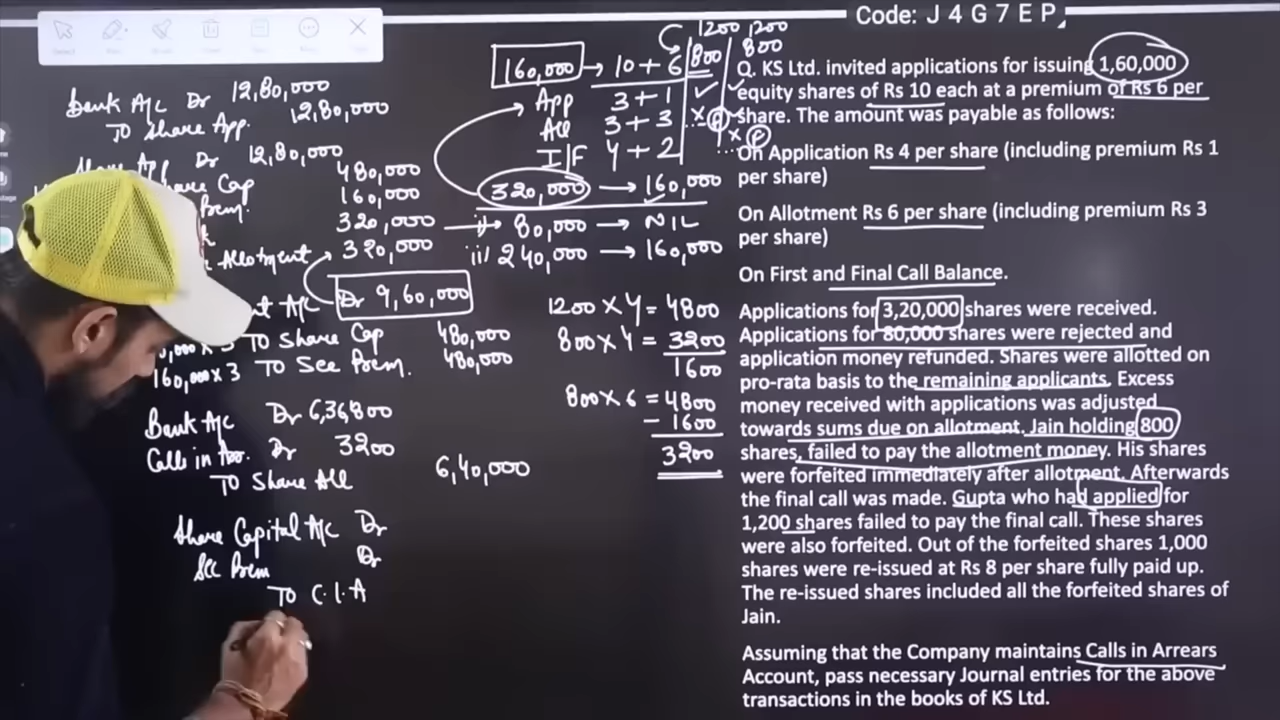 Code: J 4 G 7 E P
Bank A/c Dr 12,80,000
To Share App. 12,80,000
Share App Dr 12,80,000
Share Cap 480,000
Prem. 160,000
320,000
Allotment 320,000
A/c Dr 9,60,000
To Share Cap 480,000
160,000 x 3 To Sec Prem. 480,000
Bank A/c Dr 6,36,800
Calls in Arr. Dr 3200
To Share All 6,40,000
Share Capital A/c Dr
Sec Prem Dr
To C.I.A
1200 1200
800 800
160,000 → 10 + 6
App 3 + 1
All 3 + 3
I|F 4 + 2
320,000 → 160,000
i) 80,000 → NIL
ii) 240,000 → 160,000
1200 x 4 = 4800
800 x 4 = 3200
1600
800 x 6 = 4800
- 1600
3200
Q. KS Ltd. invited applications for issuing 1,60,000
equity shares of Rs 10 each at a premium of Rs 6 per
share. The amount was payable as follows:
On Application Rs 4 per share (including premium Rs 1
per share)
On Allotment Rs 6 per share (including premium Rs 3
per share)
On First and Final Call Balance.
Applications for 3,20,000 shares were received.
Applications for 80,000 shares were rejected and
application money refunded. Shares were allotted on
pro-rata basis to the remaining applicants. Excess
money received with applications was adjusted
towards sums due on allotment. Jain holding 800
shares, failed to pay the allotment money. His shares
were forfeited immediately after allotment. Afterwards
the final call was made. Gupta who had applied for
1,200 shares failed to pay the final call. These shares
were also forfeited. Out of the forfeited shares 1,000
shares were re-issued at Rs 8 per share fully paid up.
The re-issued shares included all the forfeited shares of
Jain.
Assuming that the Company maintains Calls in Arrears
Account, pass necessary Journal entries for the above
transactions in the books of KS Ltd.